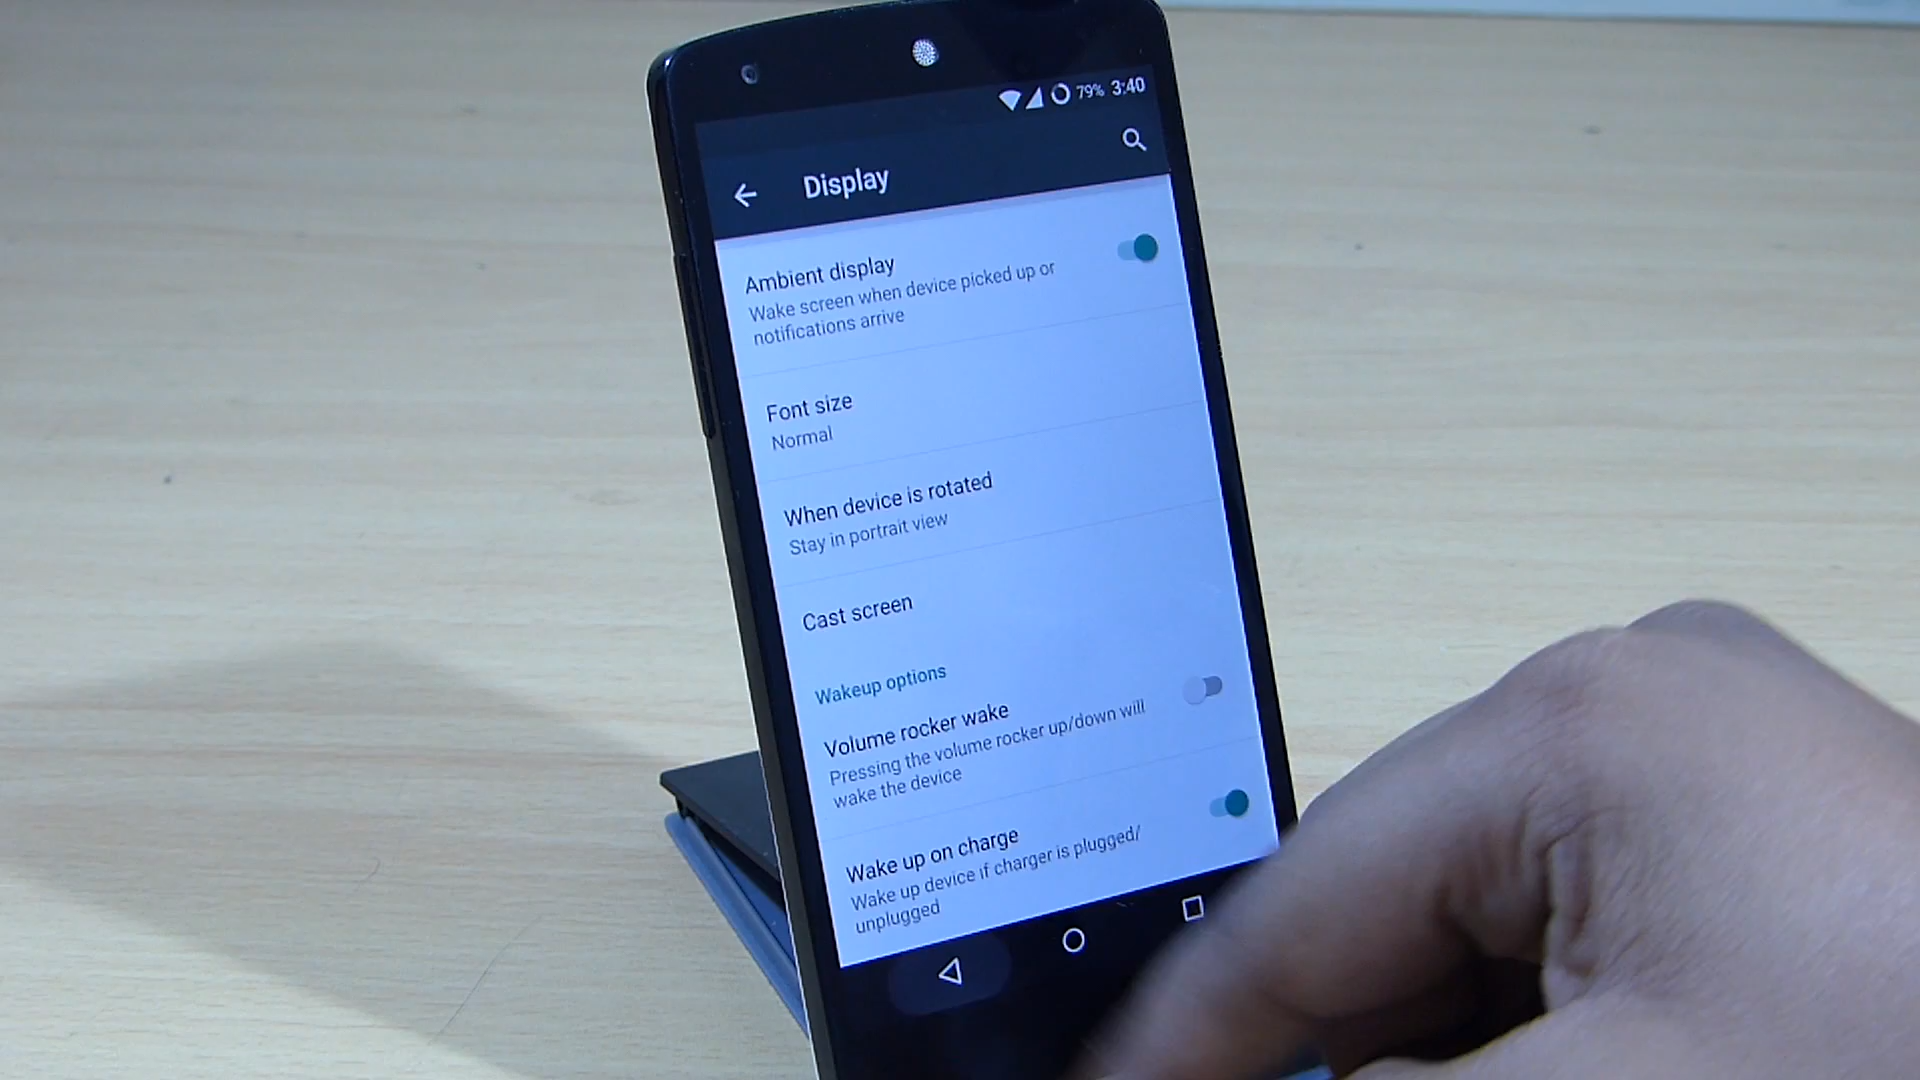 79% 3:40
Display
Ambient display
Wake screen when device picked up or
notifications arrive
Font size
Normal
When device is rotated
Stay in portrait view
Cast screen
Wakeup options
Volume rocker wake
Pressing the volume rocker up/down will
wake the device
Wake up on charge
Wake up device if charger is plugged/
unplugged